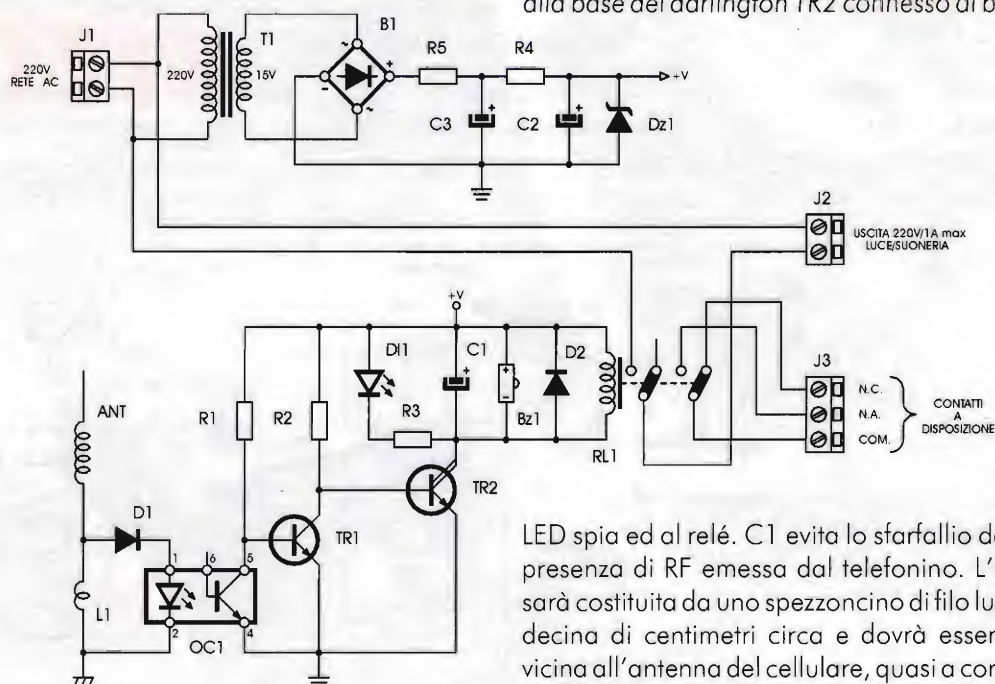 alla base del darlington TR2 connesso al b
J1
220V
RETE AC
220V
T1
15V
B1
~
+
-
~
R5
R4
+V
C3
+
C2
+
Dz1
J2
USCITA 220V/1A max
LUCE/SUONERIA
+V
ANT
R1
R2
Dl1
C1
+
R3
+
-
Bz1
D2
RL1
J3
N.C.
N.A.
COM.
CONTATTI
A
DISPOSIZIONE
D1
L1
1
6
5
2
4
OC1
TR1
TR2
LED spia ed al relé. C1 evita lo sfarfallio d
presenza di RF emessa dal telefonino. L'
sarà costituita da uno spezzoncino di filo lu
decina di centimetri circa e dovrà esser
vicina all'antenna del cellulare, quasi a con